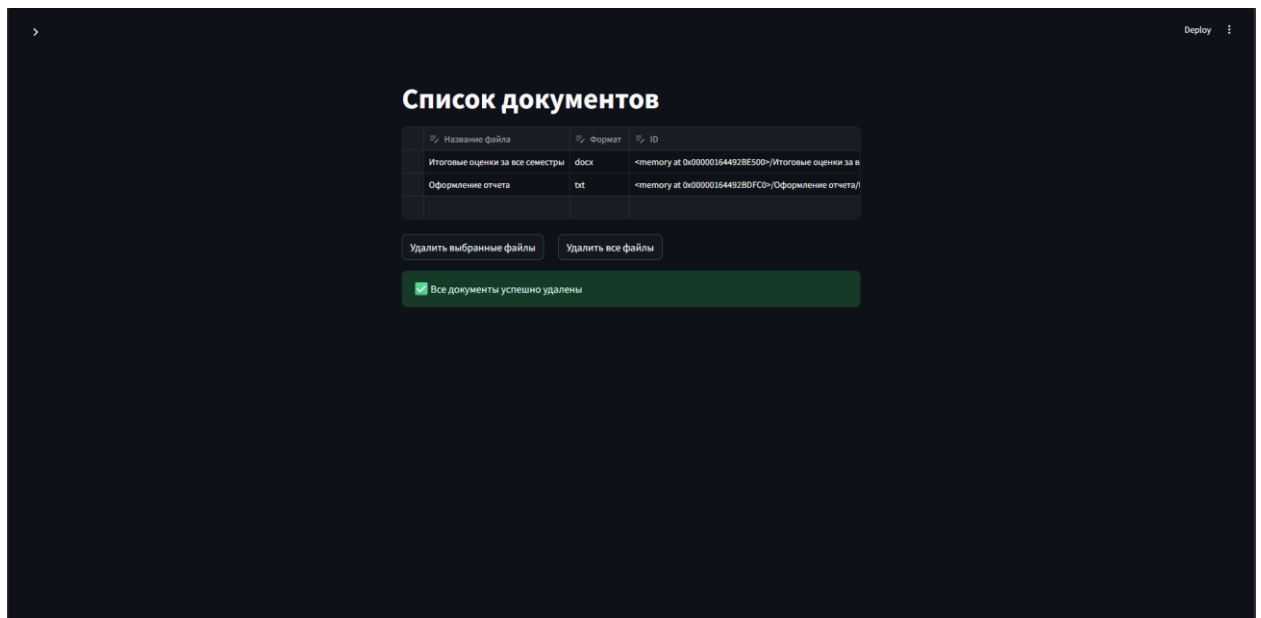 Deploy
Список документов
Название файла Формат ID
Итоговые оценки за все семестры docx <memory at 0x00000164492BE500>/Итоговые оценки за в
Оформление отчета txt <memory at 0x00000164492BDFC0>/Оформление отчета/
Удалить выбранные файлы Удалить все файлы
✅ Все документы успешно удалены